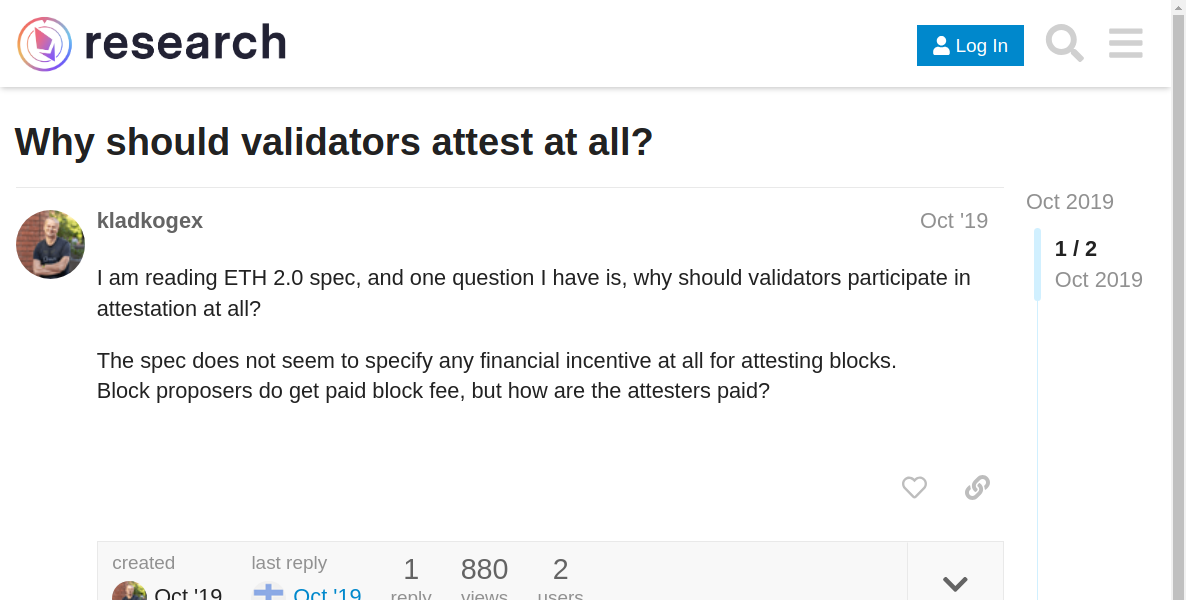 research
Log In
Why should validators attest at all?
kladkogex
Oct '19
I am reading ETH 2.0 spec, and one question I have is, why should validators participate in
attestation at all?
The spec does not seem to specify any financial incentive at all for attesting blocks.
Block proposers do get paid block fee, but how are the attesters paid?
Oct 2019
1 / 2
Oct 2019
created
last reply
1
880
2
Oct '19
Oct '19
reply
views
users